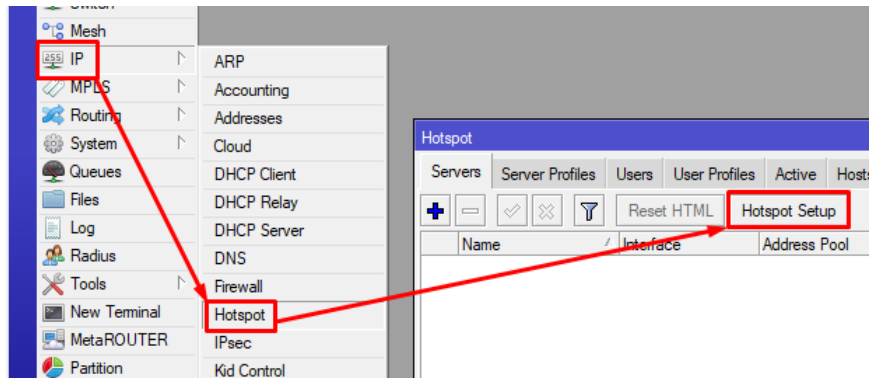 Mesh
255 IP
MPLS
Routing
System
Queues
Files
Log
Radius
Tools
New Terminal
MetaROUTER
Partition
ARP
Accounting
Addresses
Cloud
DHCP Client
DHCP Relay
DHCP Server
DNS
Firewall
Hotspot
IPsec
Kid Control
Hotspot
Servers Server Profiles Users User Profiles Active Hosts
Reset HTML Hotspot Setup
Name / Interface Address Pool